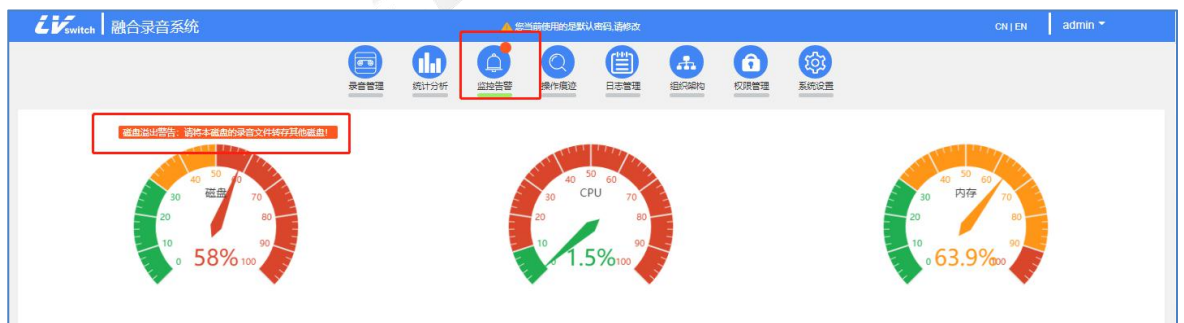 LVswitch 融合录音系统
您当前使用的是默认密码,请修改
CN | EN
admin
录音管理 统计分析 监控告警 操作痕迹 日志管理 组织架构 权限管理 系统设置
磁盘溢出警告：请将本磁盘的录音文件转存其他磁盘!
0 10 20 30 40 50 60 70 80 90 100
磁盘
58%
10 20 30 40 50 60 70 80 90 100
CPU
1.5%
0 10 20 30 40 50 60 70 80 90 100
内存
63.9%